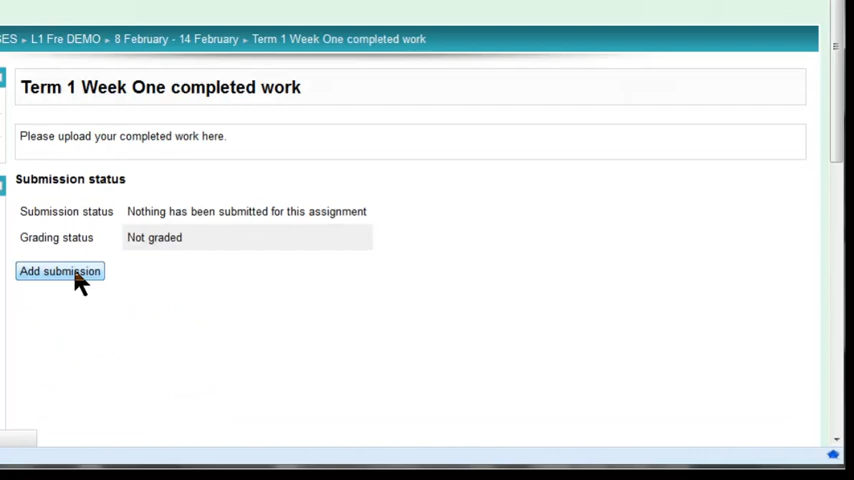 SES ▸ L1 Fre DEMO ▸ 8 February - 14 February ▸ Term 1 Week One completed work
Term 1 Week One completed work
Please upload your completed work here.
Submission status
Submission status Nothing has been submitted for this assignment
Grading status Not graded
Add submission